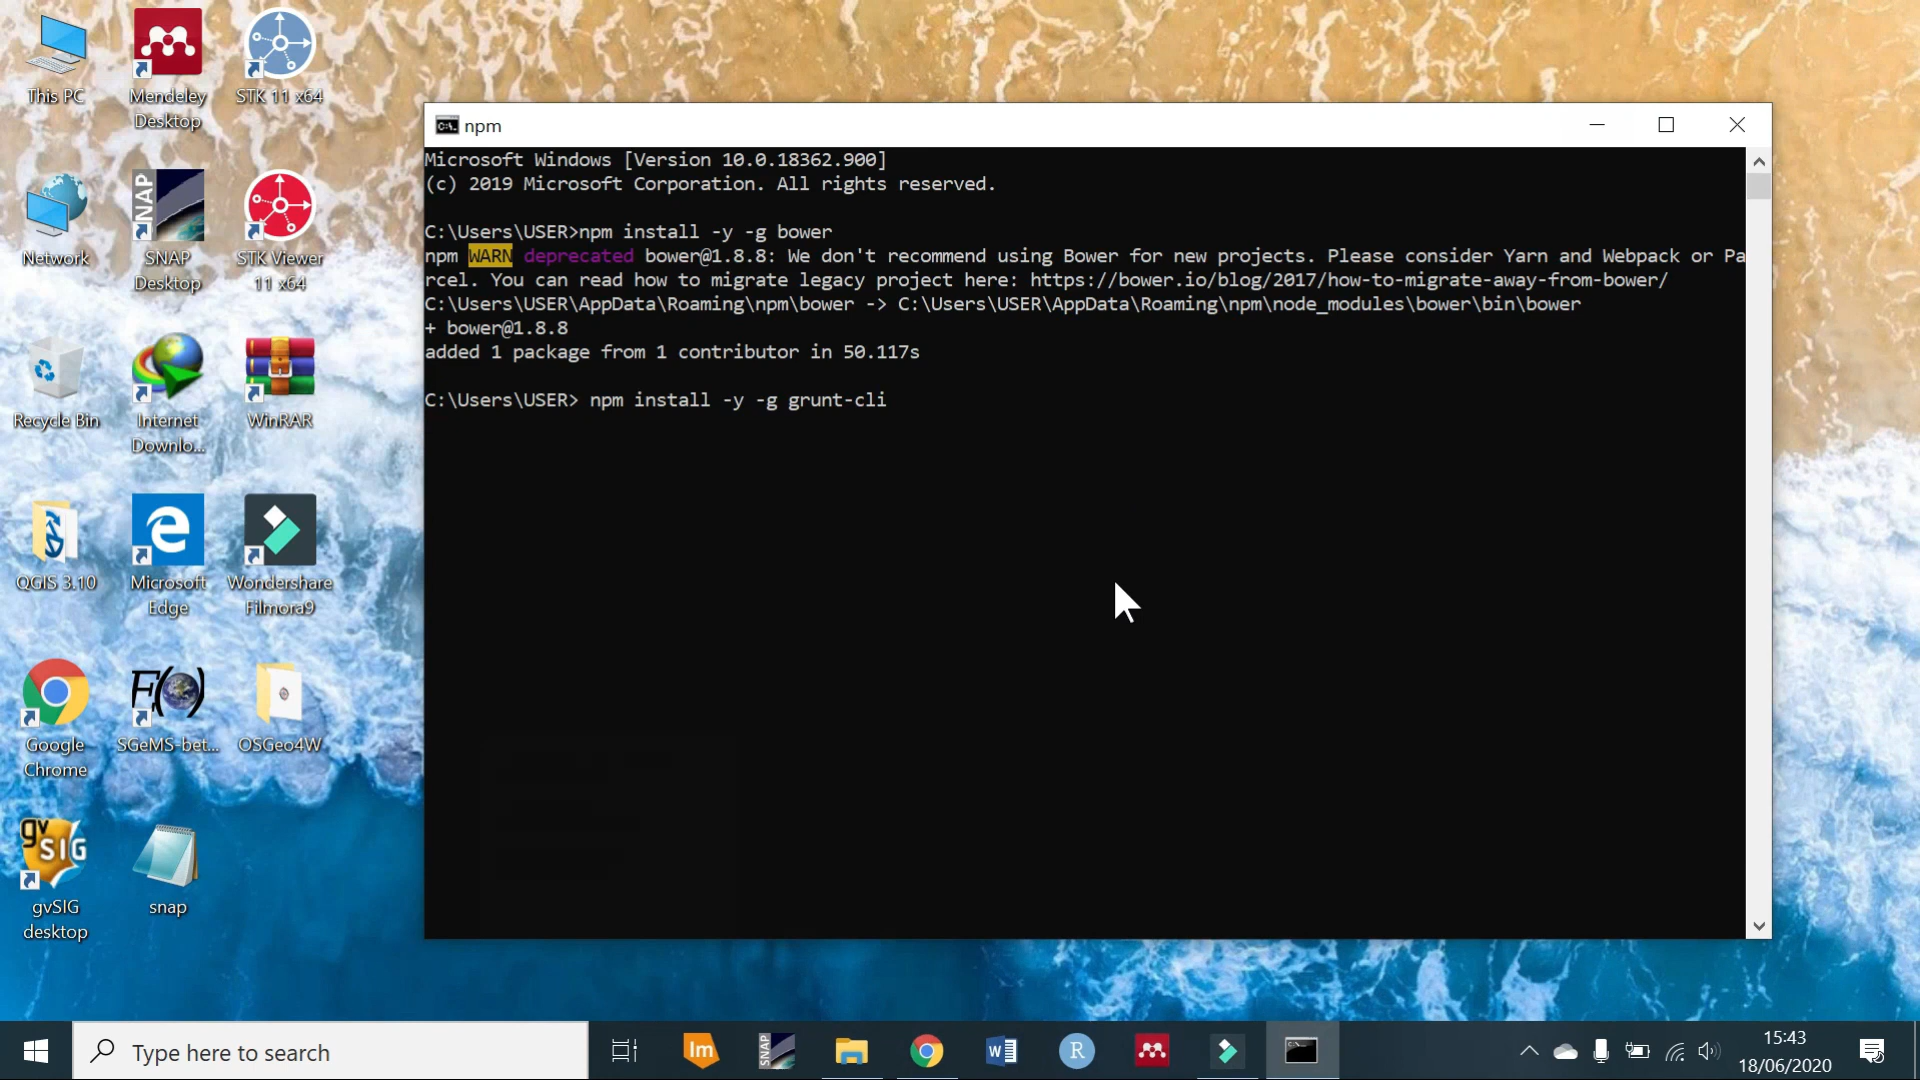 This PC
Mendeley
Desktop
STK 11 x64
Network
SNAP
SNAP
Desktop
STK Viewer
11 x64
Recycle Bin
Internet
Downlo...
WinRAR
QGIS 3.10
Microsoft
Edge
Wondershare
Filmora9
Google
Chrome
F()
SGeMS-bet...
OSGeo4W
gvSIG
gvSIG
desktop
snap
npm
Microsoft Windows [Version 10.0.18362.900]
(c) 2019 Microsoft Corporation. All rights reserved.
C:\Users\USER>npm install -y -g bower
npm WARN deprecated bower@1.8.8: We don't recommend using Bower for new projects. Please consider Yarn and Webpack or Pa
rcel. You can read how to migrate legacy project here: https://bower.io/blog/2017/how-to-migrate-away-from-bower/
C:\Users\USER\AppData\Roaming\npm\bower -> C:\Users\USER\AppData\Roaming\npm\node_modules\bower\bin\bower
+ bower@1.8.8
added 1 package from 1 contributor in 50.117s
C:\Users\USER> npm install -y -g grunt-cli
Type here to search
Im
SNAP
W
R
15:43
18/06/2020